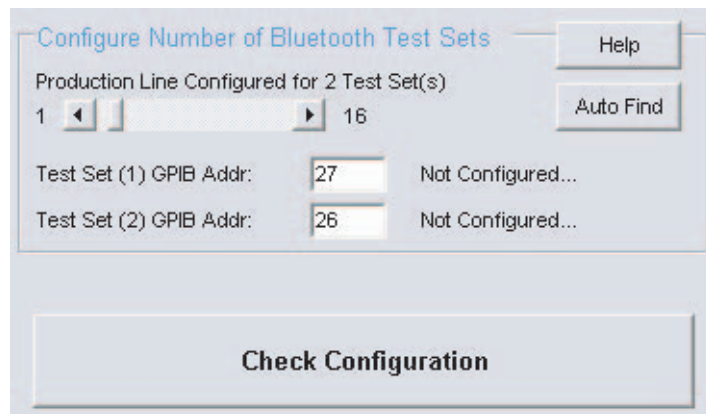 Configure Number of Bluetooth Test Sets
Help
Production Line Configured for 2 Test Set(s)
1 16
Auto Find
Test Set (1) GPIB Addr: 27 Not Configured...
Test Set (2) GPIB Addr: 26 Not Configured...
Check Configuration